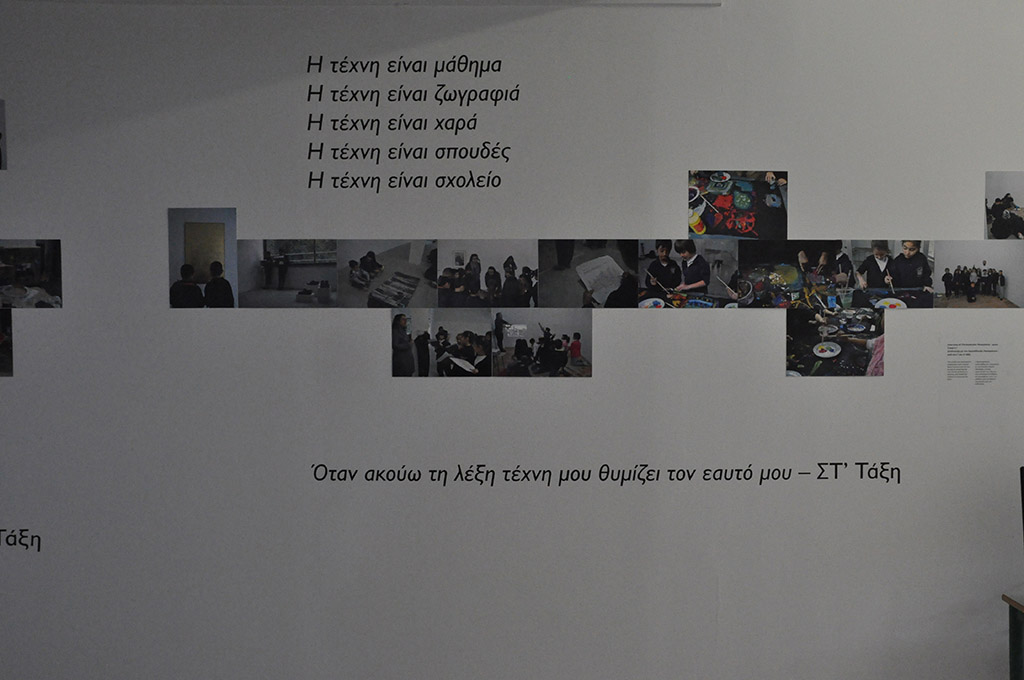 Η τέχνη είναι μάθημα
Η τέχνη είναι ζωγραφιά
Η τέχνη είναι χαρά
Η τέχνη είναι σπουδές
Η τέχνη είναι σχολείο
Όταν ακούω τη λέξη τέχνη μου θυμίζει τον εαυτό μου – ΣΤ’ Τάξη
Τάξη